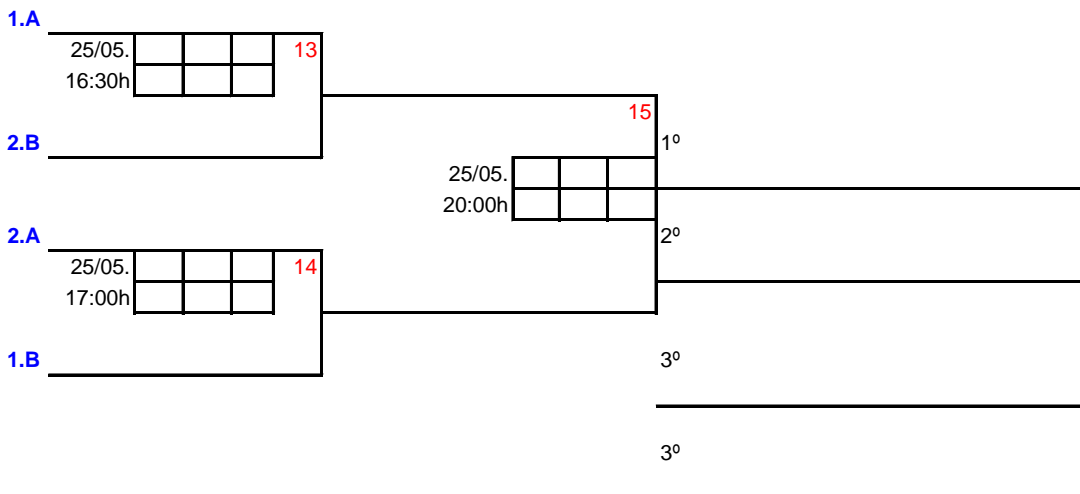 1.A
25/05. 13
16:30h
15
2.B 1º
25/05.
20:00h
2.A 2º
25/05. 14
17:00h
1.B 3º
3º